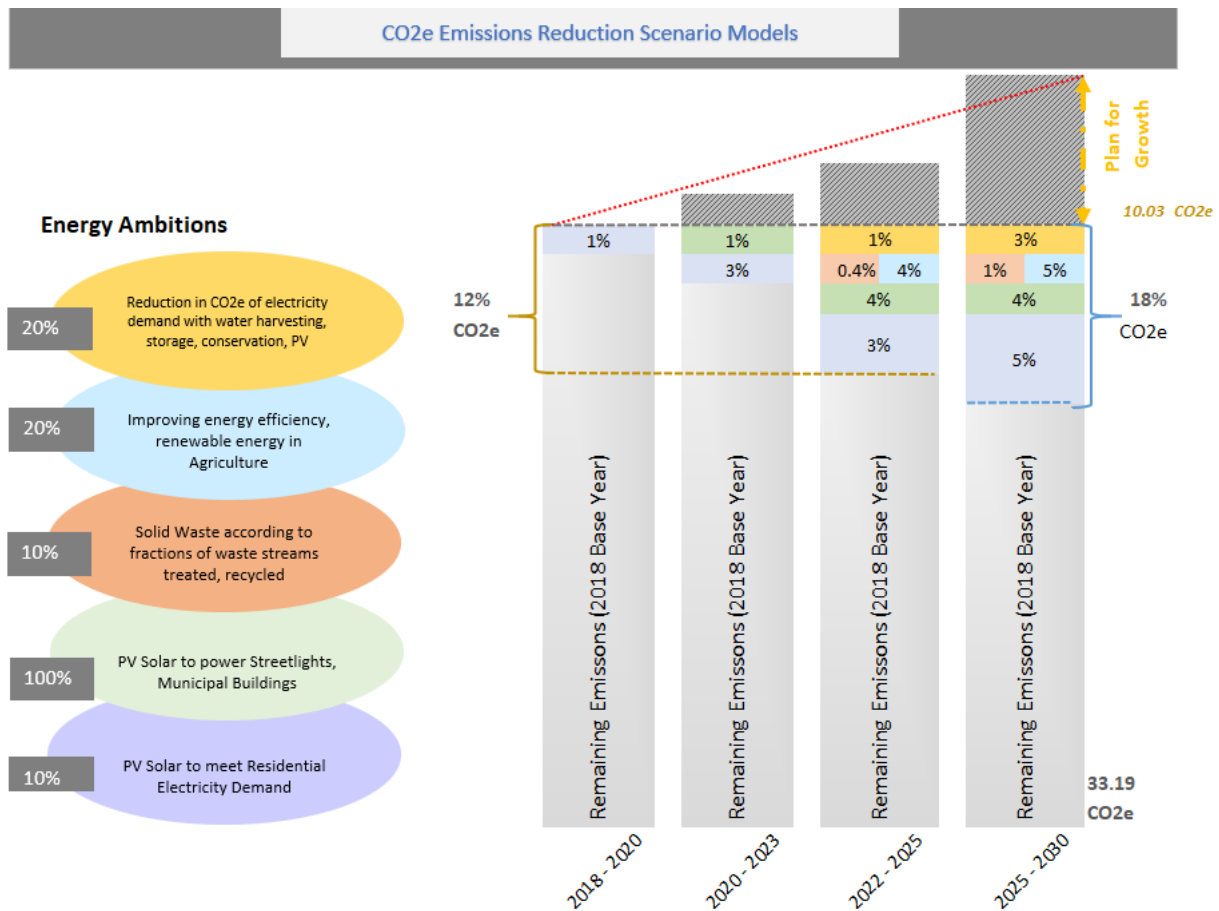 CO2e Emissions Reduction Scenario Models
Plan for
Growth
10.03 CO2e
Energy Ambitions
20%
Reduction in CO2e of electricity
demand with water harvesting,
storage, conservation, PV
20%
Improving energy efficiency,
renewable energy in
Agriculture
10%
Solid Waste according to
fractions of waste streams
treated, recycled
100%
PV Solar to power Streetlights,
Municipal Buildings
10%
PV Solar to meet Residential
Electricity Demand
12%
CO2e
1%
1%
3%
1%
0.4%
4%
4%
3%
3%
1%
5%
4%
5%
18%
CO2e
Remaining Emissons (2018 Base Year)
Remaining Emissons (2018 Base Year)
Remaining Emissons (2018 Base Year)
Remaining Emissons (2018 Base Year)
33.19
CO2e
2018 - 2020
2020 - 2023
2022 - 2025
2025 - 2030